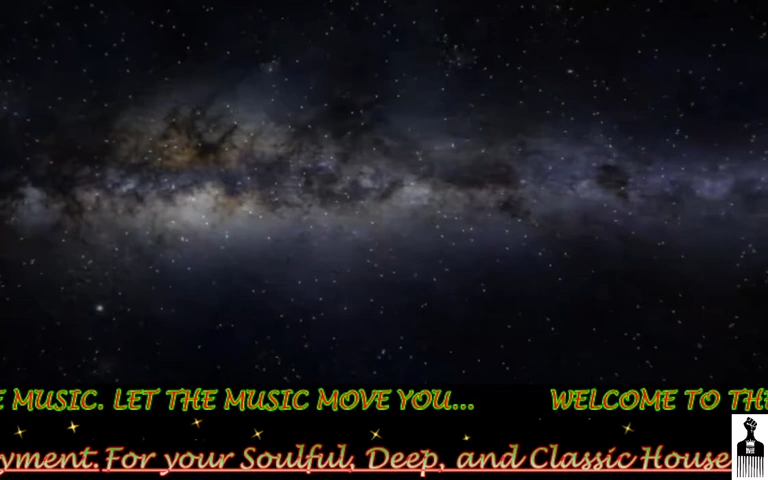 E MUSIC. LET THE MUSIC MOVE YOU... WELCOME TO THE
yment. For your Soulful, Deep, and Classic House